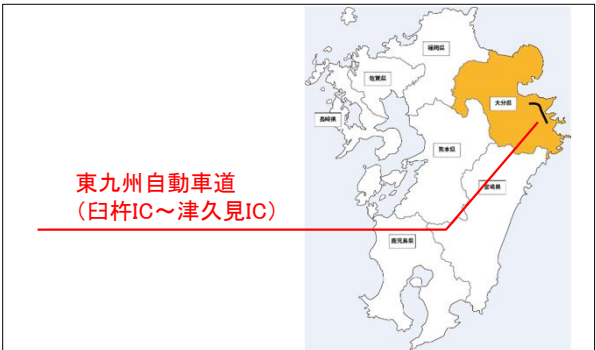 福岡県
佐賀県
大分県
長崎県
熊本県
東九州自動車道
(臼杵IC～津久見IC)
宮崎県
鹿児島県